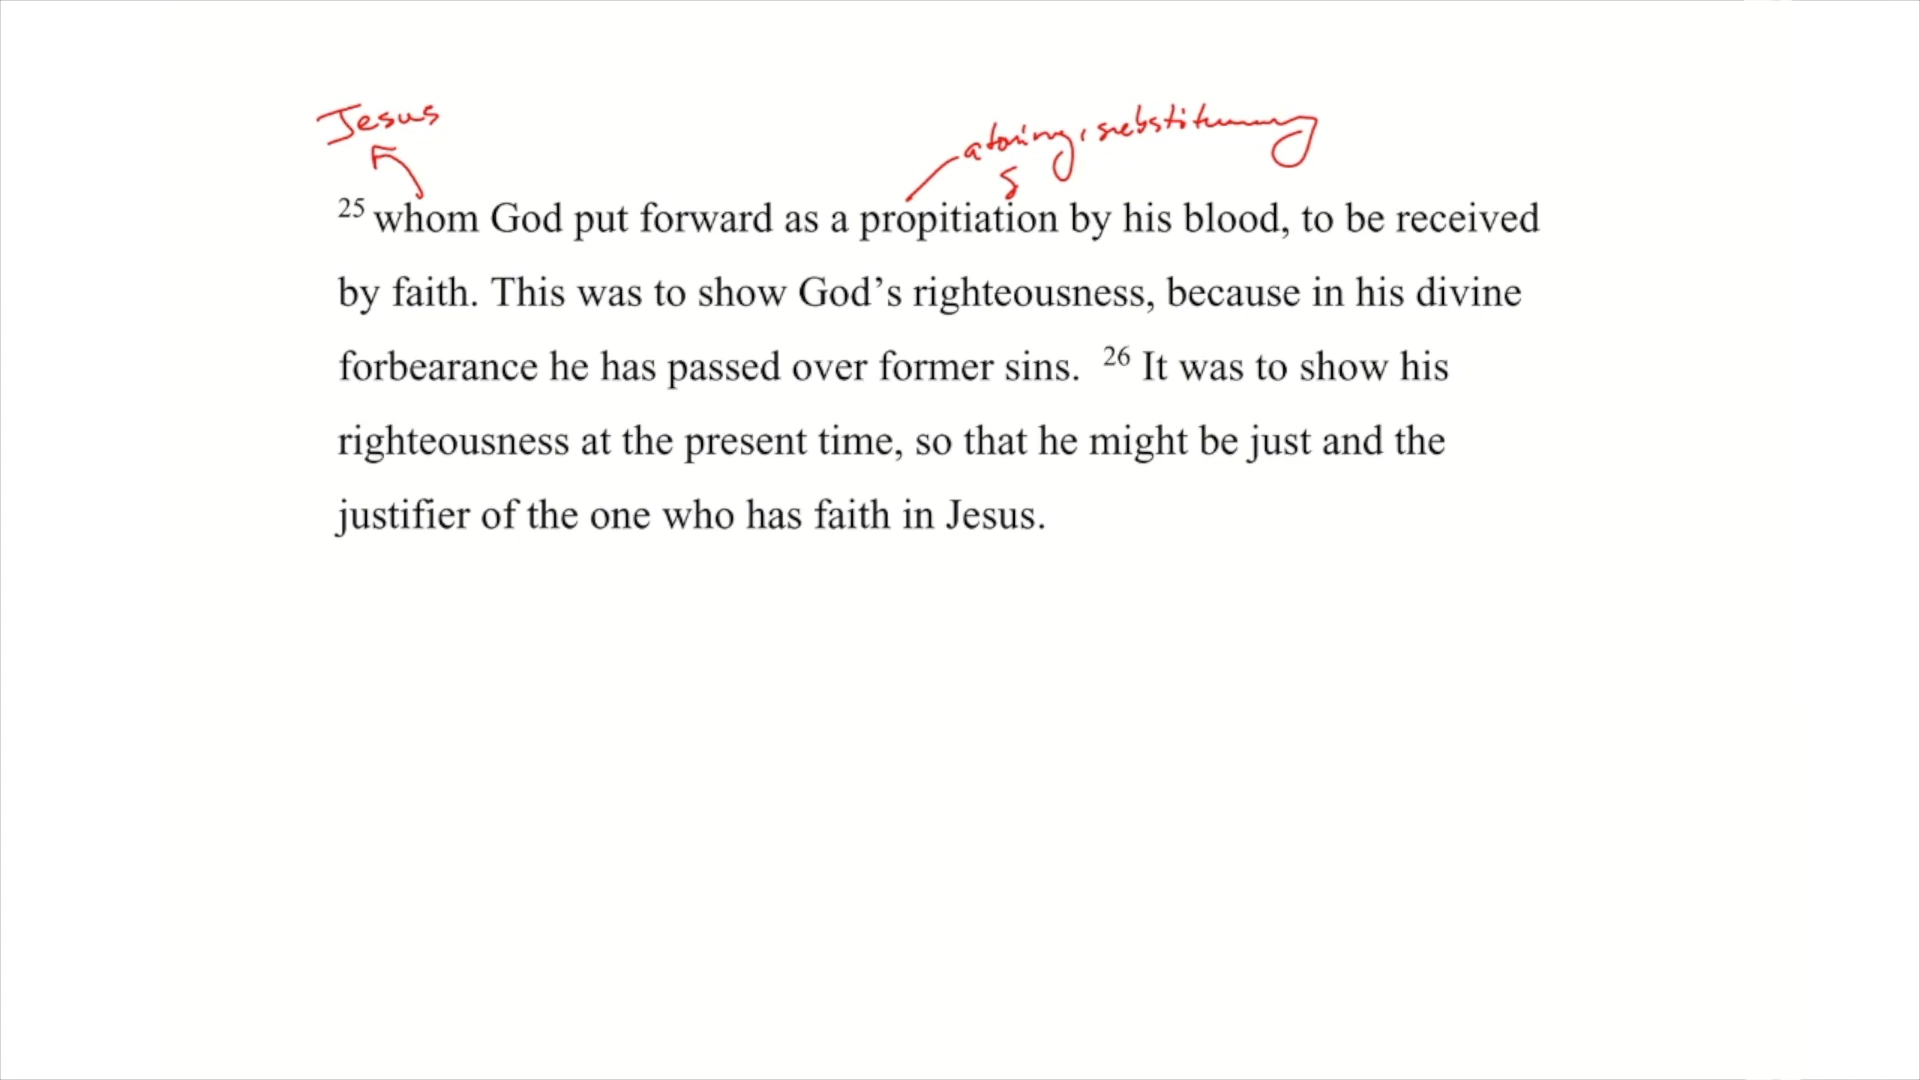 Jesus
atoning, substitu
s
25 whom God put forward as a propitiation by his blood, to be received
by faith. This was to show God’s righteousness, because in his divine
forbearance he has passed over former sins. 26 It was to show his
righteousness at the present time, so that he might be just and the
justifier of the one who has faith in Jesus.